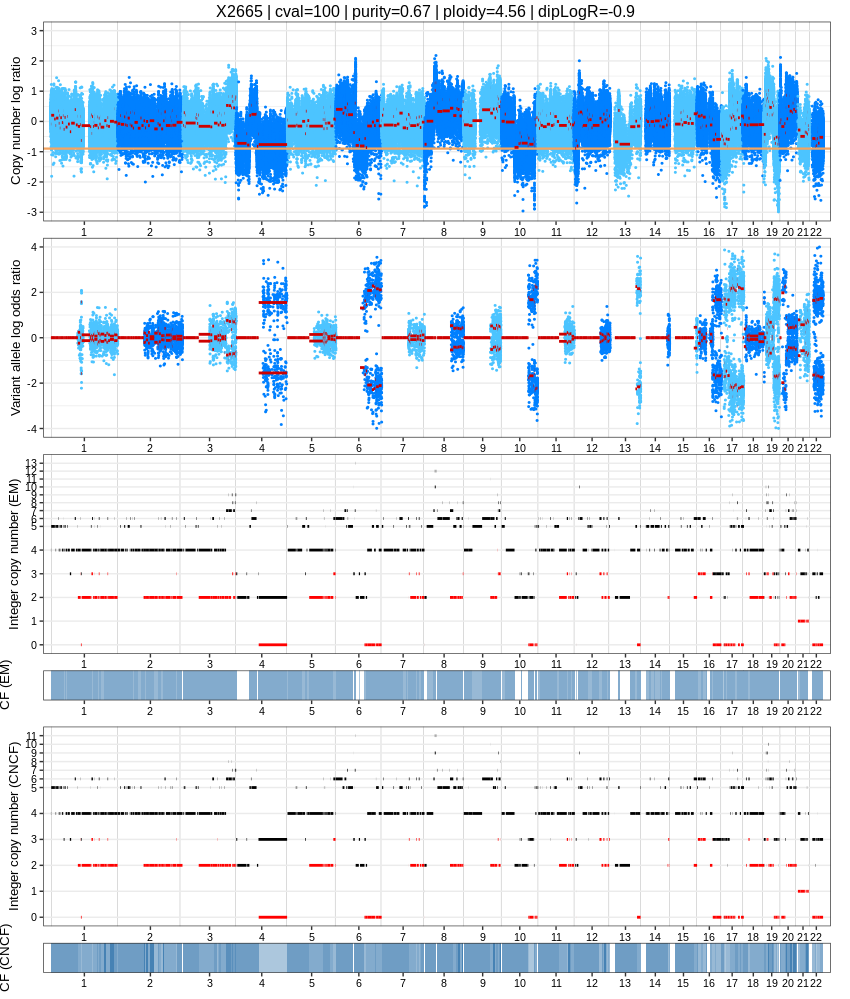 X2665 | cval=100 | purity=0.67 | ploidy=4.56 | dipLogR=-0.9
Copy number log ratio
3
2
1
0
-1
-2
-3
1 2 3 4 5 6 7 8 9 10 11 12 13 14 15 16 17 18 19 20 21 22
Variant allele log odds ratio
4
2
0
-2
-4
1 2 3 4 5 6 7 8 9 10 11 12 13 14 15 16 17 18 19 20 21 22
Integer copy number (EM)
13
12
11
10
9
8
7
6
5
4
3
2
1
0
1 2 3 4 5 6 7 8 9 10 11 12 13 14 15 16 17 18 19 20 21 22
CF (EM)
1 2 3 4 5 6 7 8 9 10 11 12 13 14 15 16 17 18 19 20 21 22
Integer copy number (CNCF)
11
10
9
8
7
6
5
4
3
2
1
0
1 2 3 4 5 6 7 8 9 10 11 12 13 14 15 16 17 18 19 20 21 22
CF (CNCF)
1 2 3 4 5 6 7 8 9 10 11 12 13 14 15 16 17 18 19 20 21 22